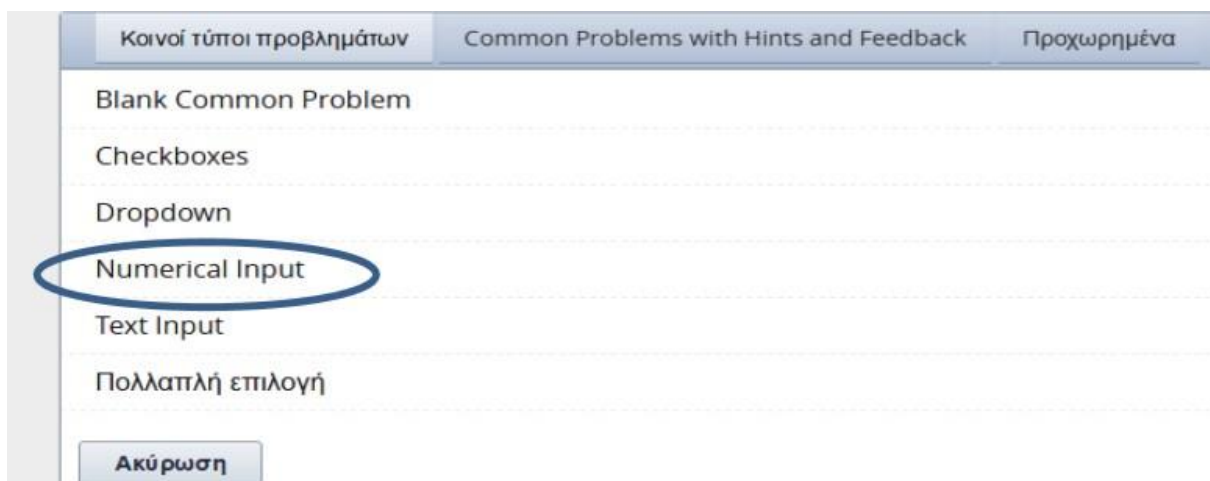 Κοινοί τύποι προβλημάτων Common Problems with Hints and Feedback Προχωρημένα
Blank Common Problem
Checkboxes
Dropdown
Numerical Input
Text Input
Πολλαπλή επιλογή
Ακύρωση